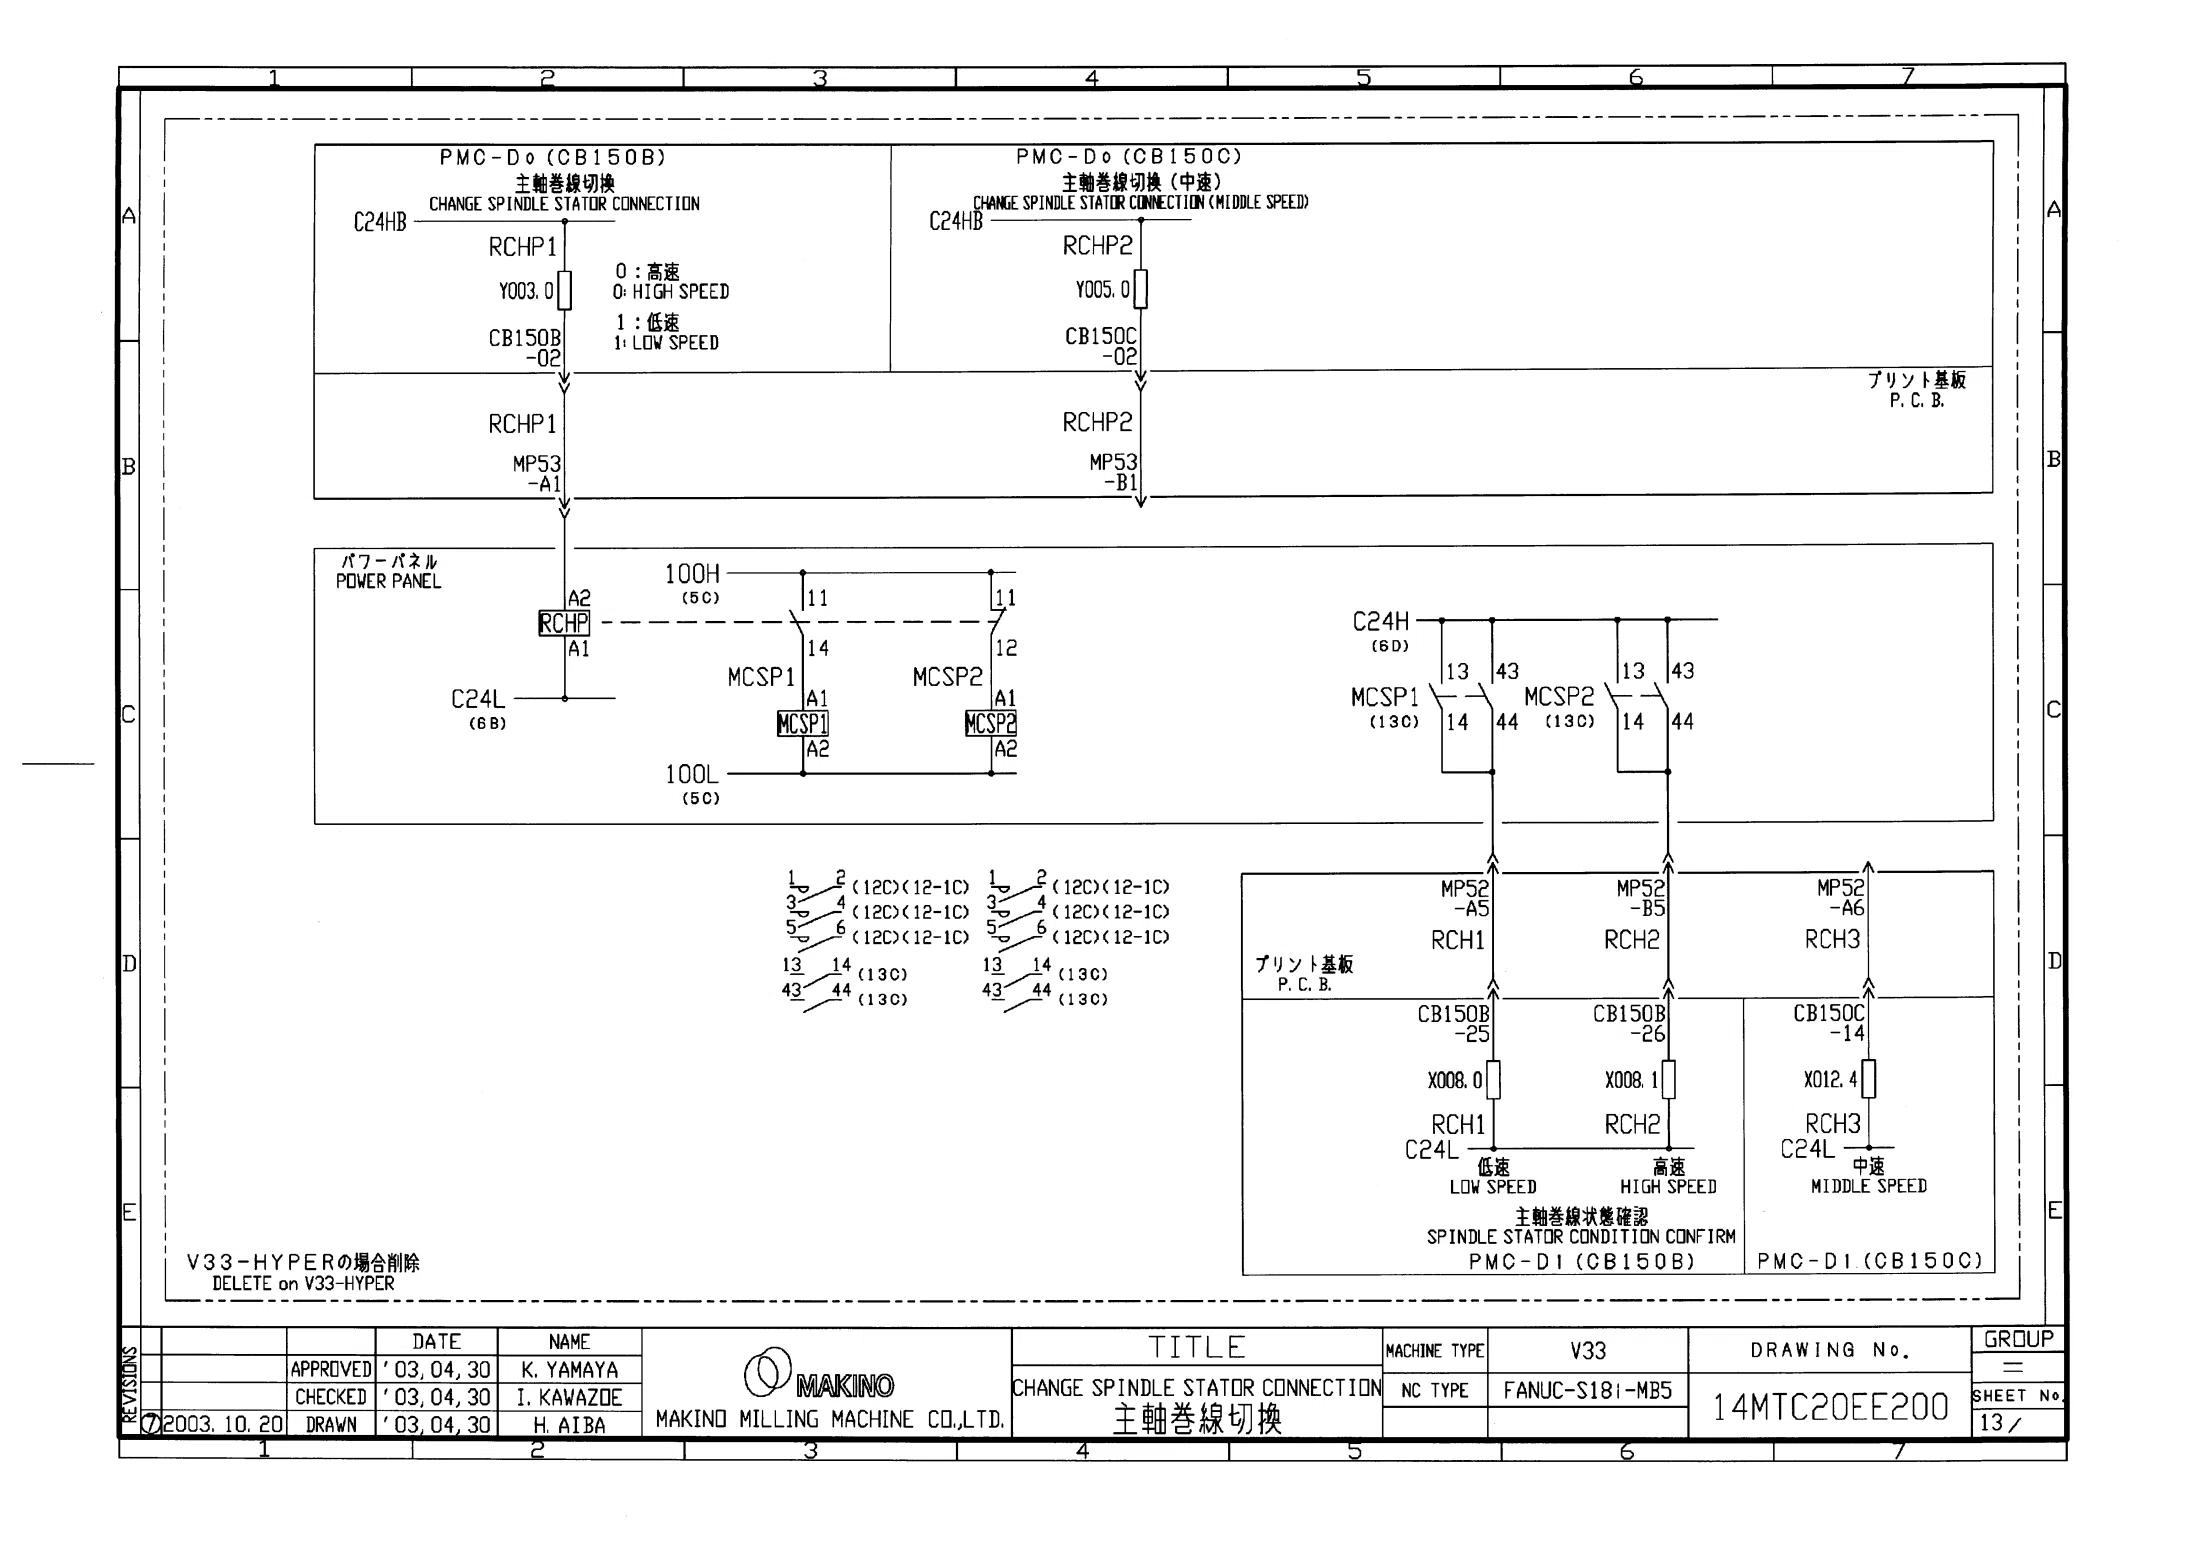 1 2 3 4 5 6 7
A A
B B
C C
D D
E E
PMC-Do(CB150B)
主軸巻線切換
CHANGE SPINDLE STATOR CONNECTION
C24HB
RCHP1
Y003.0
0:高速
0:HIGH SPEED
1:低速
1:LOW SPEED
CB150B
-02
PMC-Do(CB150C)
主軸巻線切換(中速)
CHANGE SPINDLE STATOR CONNECTION(MIDDLE SPEED)
C24HB
RCHP2
Y005.0
CB150C
-02
プリント基板
P.C.B.
RCHP1
MP53
-A1
RCHP2
MP53
-B1
パワーパネル
POWER PANEL
A2
RCHP
A1
C24L
(6B)
100H
(5C)
11
14
MCSP1
A1
MCSP1
A2
11
12
MCSP2
A1
MCSP2
A2
100L
(5C)
C24H
(6D)
13 43
MCSP1
(13C)
14 44
13 43
MCSP2
(13C)
14 44
1 2 (12C)(12-1C)
3 4 (12C)(12-1C)
5 6 (12C)(12-1C)
13 14 (13C)
43 44 (13C)
1 2 (12C)(12-1C)
3 4 (12C)(12-1C)
5 6 (12C)(12-1C)
13 14 (13C)
43 44 (13C)
プリント基板
P.C.B.
MP52
-A5
RCH1
MP52
-B5
RCH2
MP52
-A6
RCH3
CB150B
-25
X008.0
RCH1
C24L
低速
LOW SPEED
CB150B
-26
X008.1
RCH2
高速
HIGH SPEED
CB150C
-14
X012.4
RCH3
C24L
中速
MIDDLE SPEED
主軸巻線状態確認
SPINDLE STATOR CONDITION CONFIRM
PMC-DI(CB150B)
PMC-DI.(CB150C)
V33-HYPERの場合削除
DELETE on V33-HYPER
REVISIONS
⑦2003.10.20
DATE NAME
APPROVED '03,04,30 K. YAMAYA
CHECKED '03,04,30 I. KAWAZOE
DRAWN '03,04,30 H. AIBA
MAKINO
MAKINO MILLING MACHINE CO.,LTD.
TITLE
CHANGE SPINDLE STATOR CONNECTION
主軸巻線切換
MACHINE TYPE V33
NC TYPE FANUC-S18i-MB5
DRAWING No.
14MTC20EE200
GROUP
=
SHEET No.
13/
1 2 3 4 5 6 7